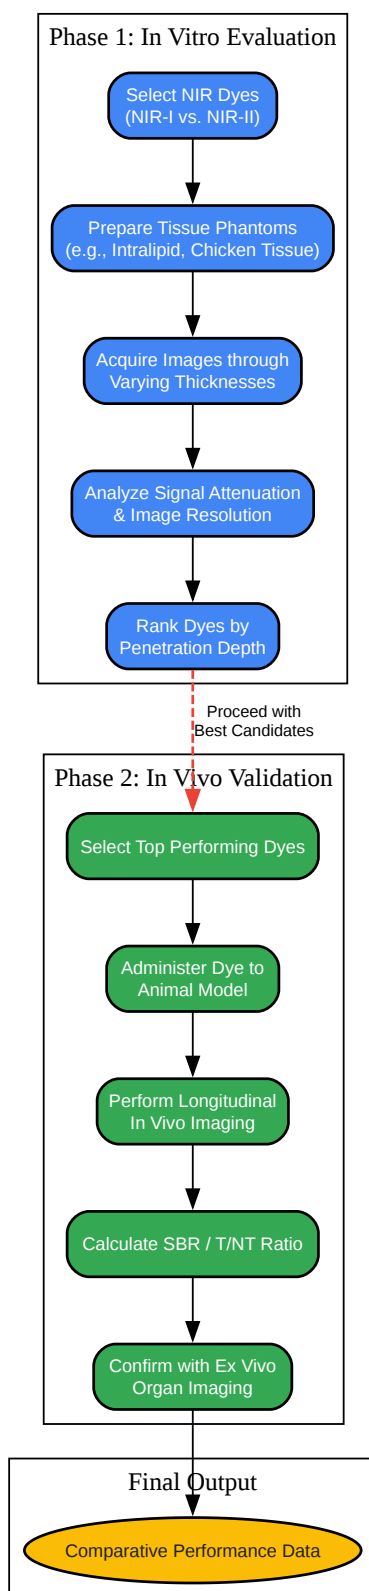 Phase 1: In Vitro Evaluation
Select NIR Dyes
(NIR-I vs. NIR-II)
Prepare Tissue Phantoms
(e.g., Intralipid, Chicken Tissue)
Acquire Images through
Varying Thicknesses
Analyze Signal Attenuation
& Image Resolution
Rank Dyes by
Penetration Depth
Proceed with
Best Candidates
Phase 2: In Vivo Validation
Select Top Performing Dyes
Administer Dye to
Animal Model
Perform Longitudinal
In Vivo Imaging
Calculate SBR / T/NT Ratio
Confirm with Ex Vivo
Organ Imaging
Final Output
Comparative Performance Data